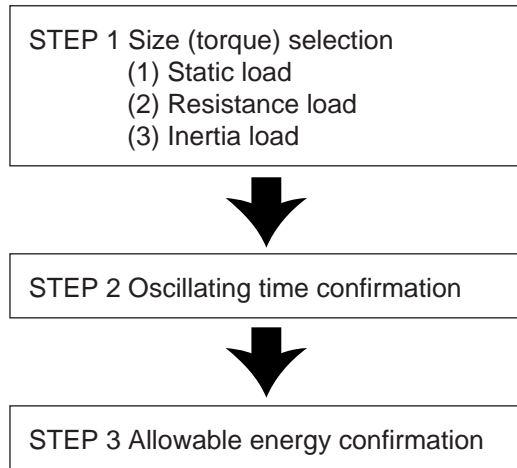 STEP 1 Size (torque) selection
(1) Static load
(2) Resistance load
(3) Inertia load
STEP 2 Oscillating time confirmation
STEP 3 Allowable energy confirmation